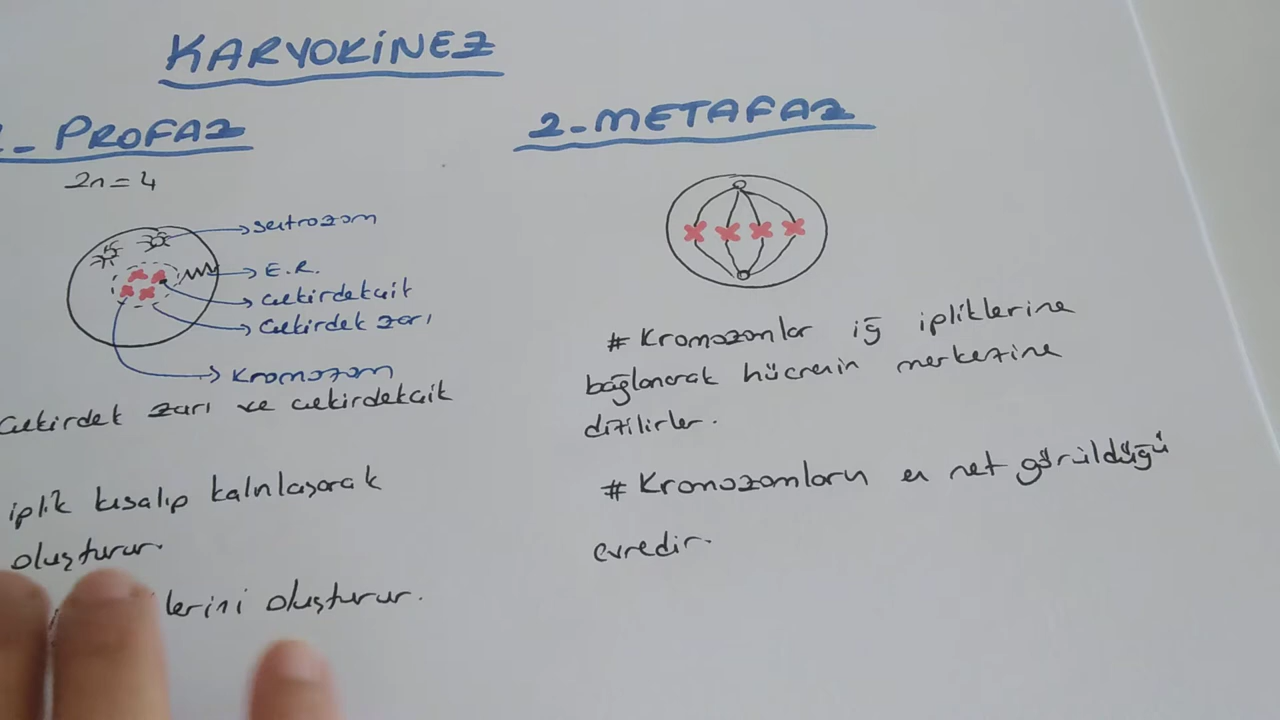 KARYOKİNEZ
1- PROFAZ
2n = 4
sentrozom
E.R.
çekirdekçik
çekirdek zarı
Kromozom
çekirdek zarı ve çekirdekçik
iplik kısalıp kalınlaşarak
oluşturur.
lerini oluşturur.
2-METAFAZ
# Kromozomlar iğ ipliklerine
bağlanarak hücrenin merkezine
dizilirler.
# Kromozomların en net görüldüğü
evredir.